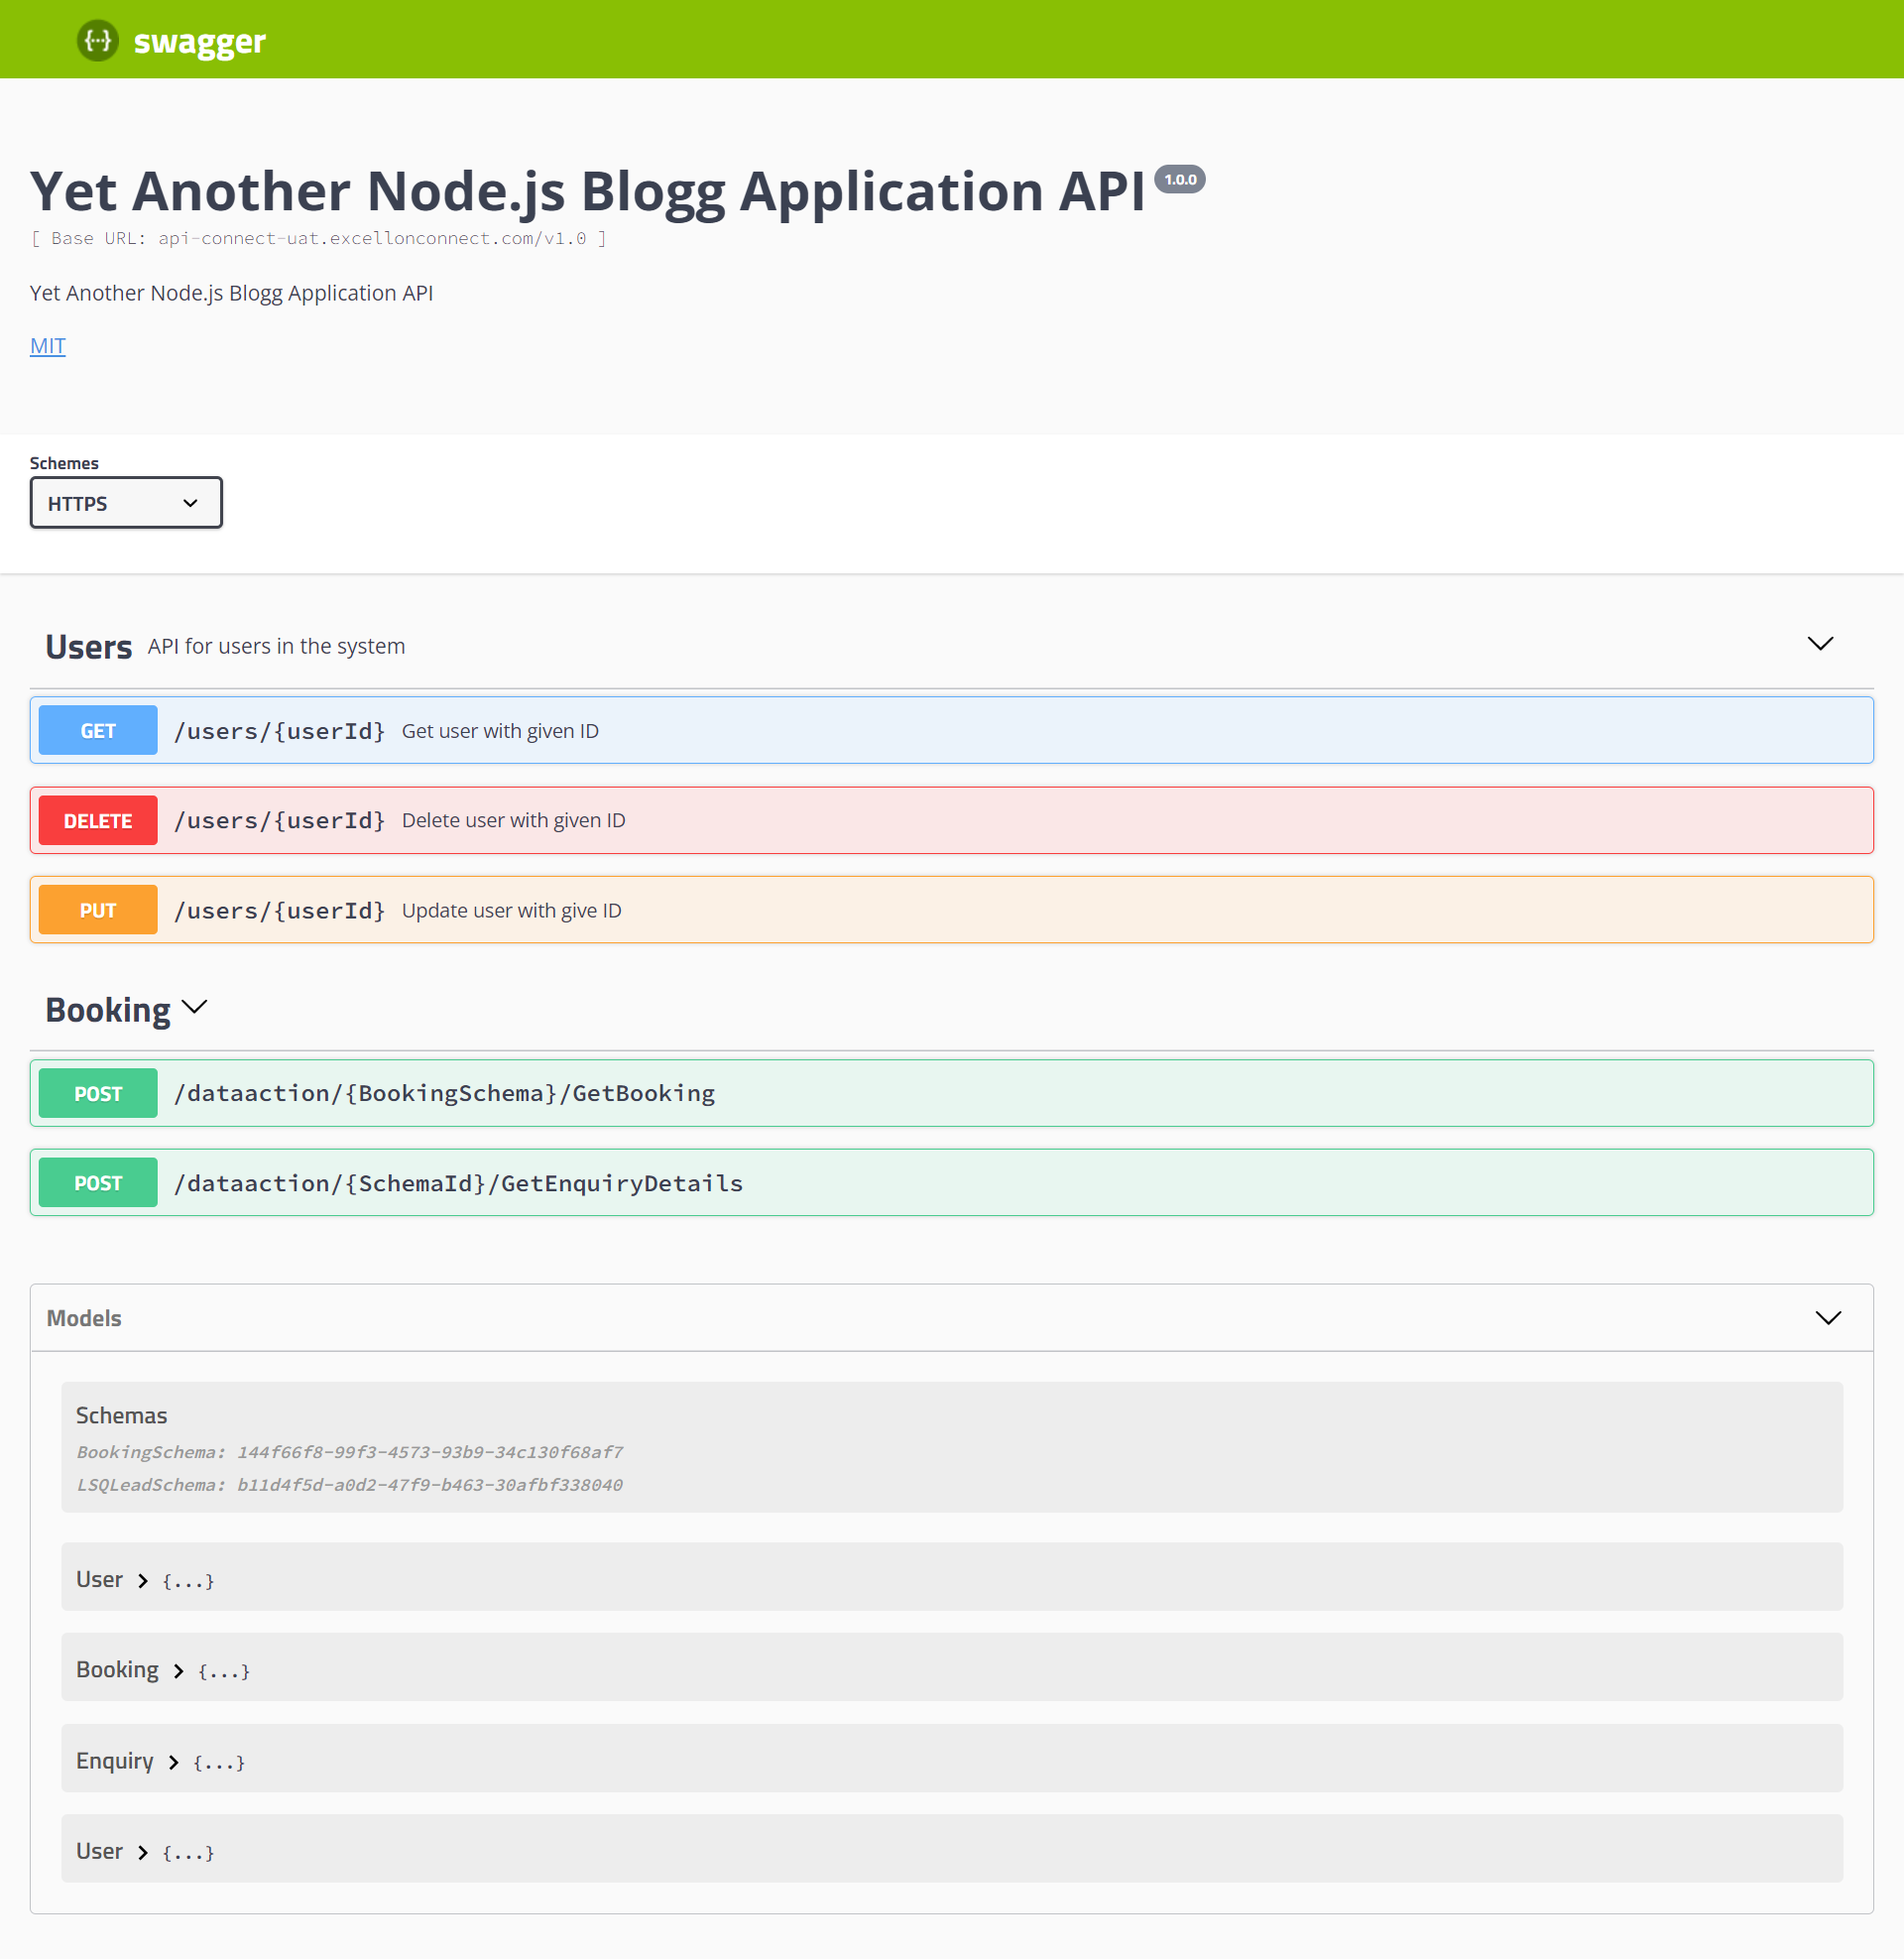 {···} swagger
Yet Another Node.js Blogg Application API 1.0.0
[ Base URL: api-connect-uat.excellonconnect.com/v1.0 ]
Yet Another Node.js Blogg Application API
MIT
Schemes
HTTPS
Users API for users in the system
GET /users/{userId} Get user with given ID
DELETE /users/{userId} Delete user with given ID
PUT /users/{userId} Update user with give ID
Booking
POST /dataaction/{BookingSchema}/GetBooking
POST /dataaction/{SchemaId}/GetEnquiryDetails
Models
Schemas
BookingSchema: 144f66f8-99f3-4573-93b9-34c130f68af7
LSQLeadSchema: b11d4f5d-a0d2-47f9-b463-30afbf338040
User {...}
Booking {...}
Enquiry {...}
User {...}